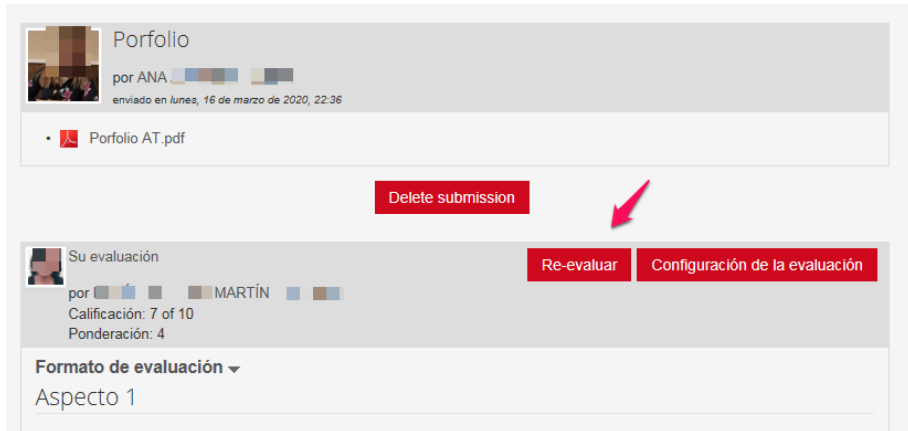 Porfolio
por ANA
enviado en lunes, 16 de marzo de 2020, 22:36
Porfolio AT.pdf
Delete submission
Su evaluación
Re-evaluar
Configuración de la evaluación
por MARTÍN
Calificación: 7 of 10
Ponderación: 4
Formato de evaluación
Aspecto 1